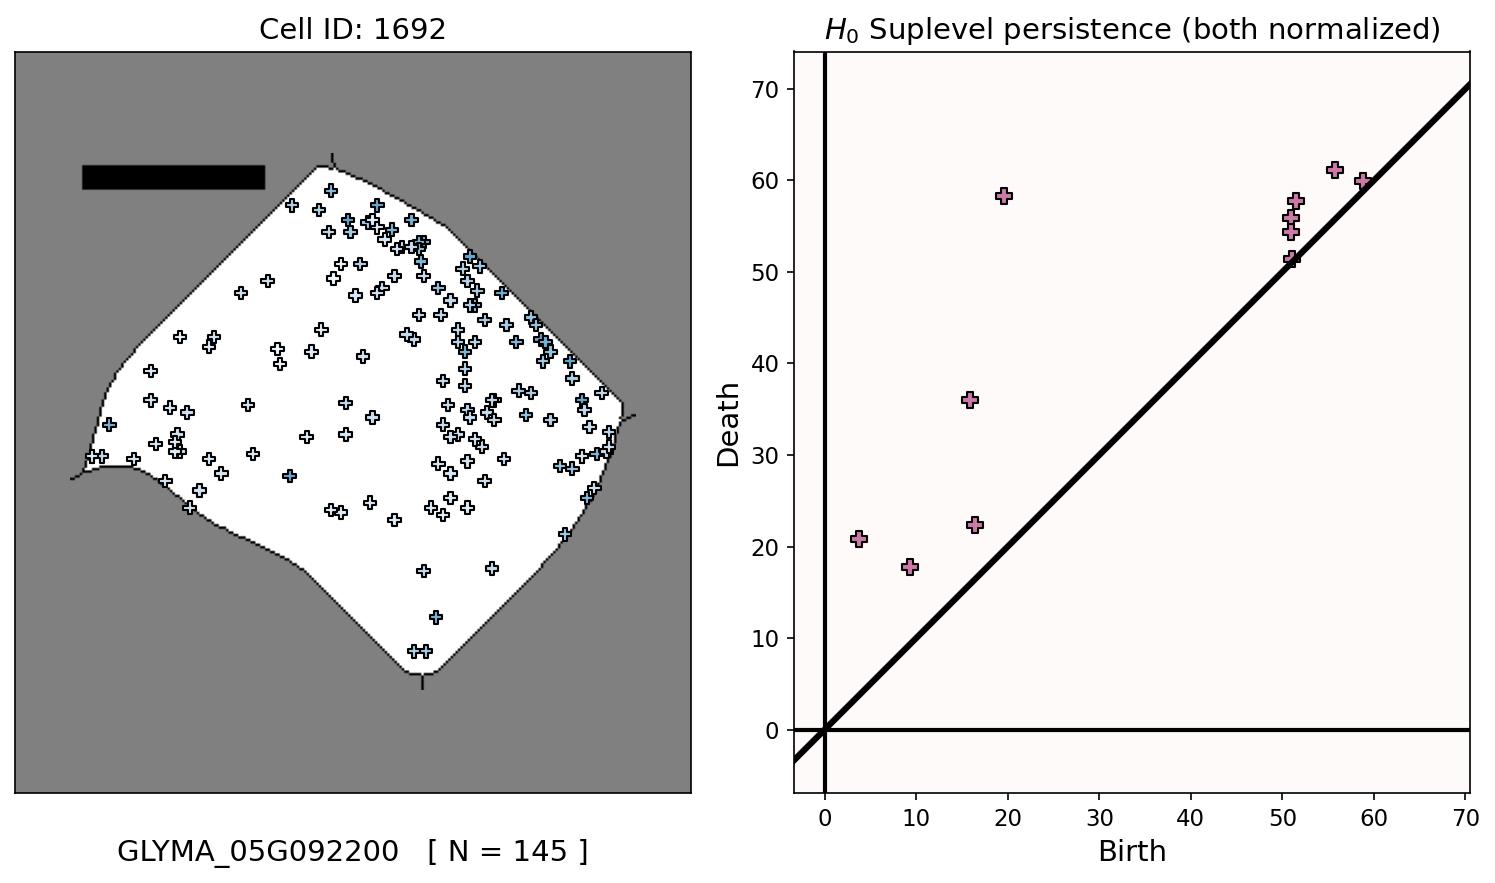 Cell ID: 1692
GLYMA_05G092200 [ N = 145 ]
H₀ Suplevel persistence (both normalized)
70
60
50
40
30
20
10
0
Death
0 10 20 30 40 50 60 70
Birth